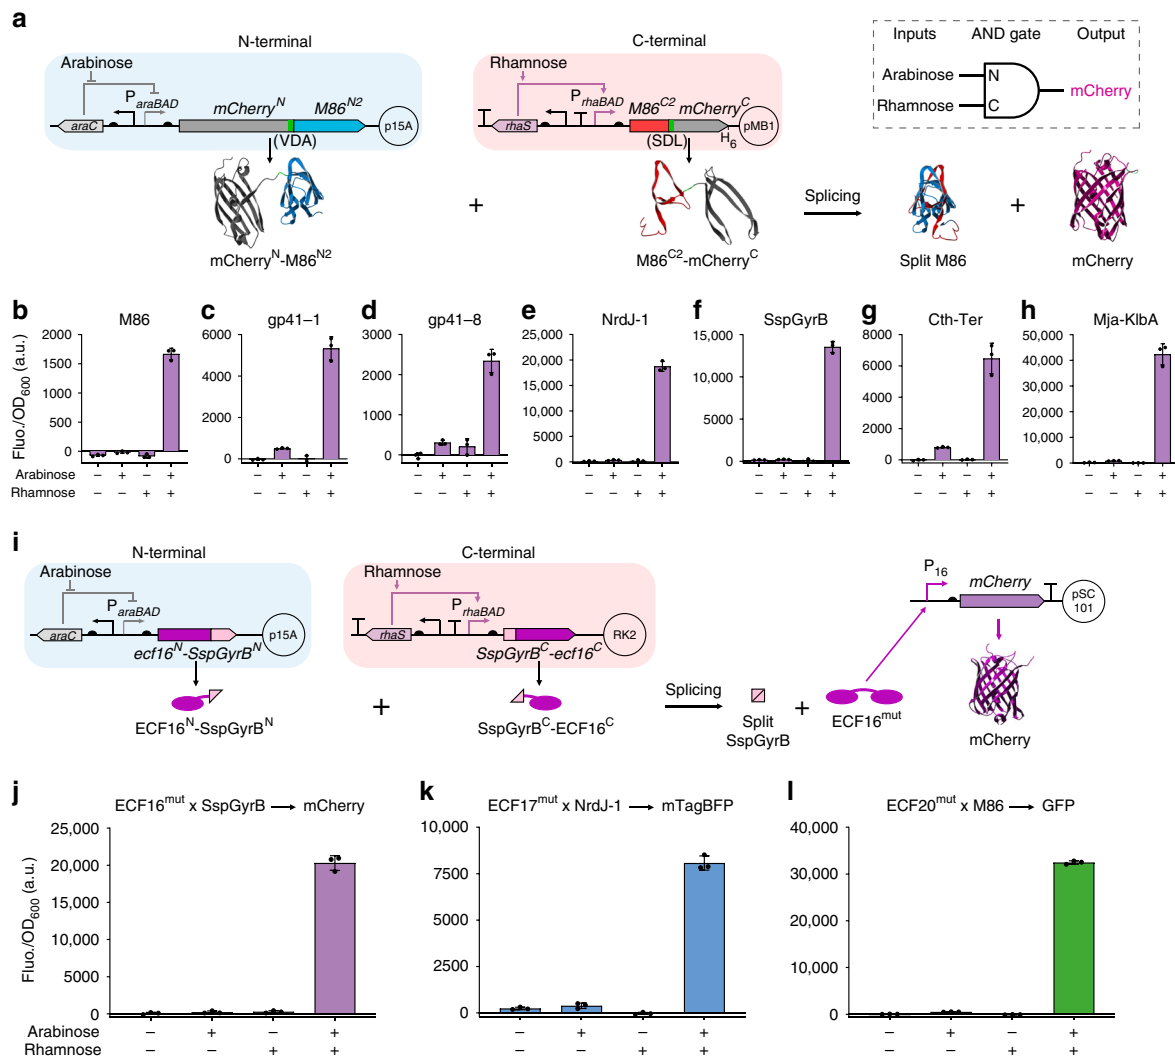 a
N-terminal
Arabinose
P araBAD
mCherry^N M86^N2
araC
(VDA)
p15A
mCherry^N-M86^N2
+
C-terminal
Rhamnose
P rhaBAD
M86^C2 mCherry^C
rhaS
(SDL)
H6
pMB1
M86^C2-mCherry^C
Splicing
Split M86
+
mCherry
Inputs AND gate Output
Arabinose N
Rhamnose C
mCherry
b M86
Fluo./OD600 (a.u.)
2000
1500
1000
500
0
–500
Arabinose – + – +
Rhamnose – – + +
c gp41–1
6000
4000
2000
0
– + – +
– – + +
d gp41–8
3000
2000
1000
0
– + – +
– – + +
e NrdJ-1
25,000
20,000
15,000
10,000
5000
0
– + – +
– – + +
f SspGyrB
15,000
10,000
5000
0
– + – +
– – + +
g Cth-Ter
8000
6000
4000
2000
0
– + – +
– – + +
h Mja-KlbA
50,000
40,000
30,000
20,000
10,000
0
– + – +
– – + +
i
N-terminal
Arabinose
P araBAD
araC
ecf16^N-SspGyrB^N
p15A
ECF16^N-SspGyrB^N
+
C-terminal
Rhamnose
P rhaBAD
rhaS
SspGyrB^C-ecf16^C
RK2
SspGyrB^C-ECF16^C
Splicing
Split
SspGyrB
+
ECF16^mut
P16
mCherry
pSC
101
mCherry
j
ECF16^mut x SspGyrB → mCherry
Fluo./OD600 (a.u.)
25,000
20,000
15,000
10,000
5000
0
Arabinose – + – +
Rhamnose – – + +
k
ECF17^mut x NrdJ-1 → mTagBFP
10,000
7500
5000
2500
0
– + – +
– – + +
l
ECF20^mut x M86 → GFP
40,000
30,000
20,000
10,000
0
– + – +
– – + +